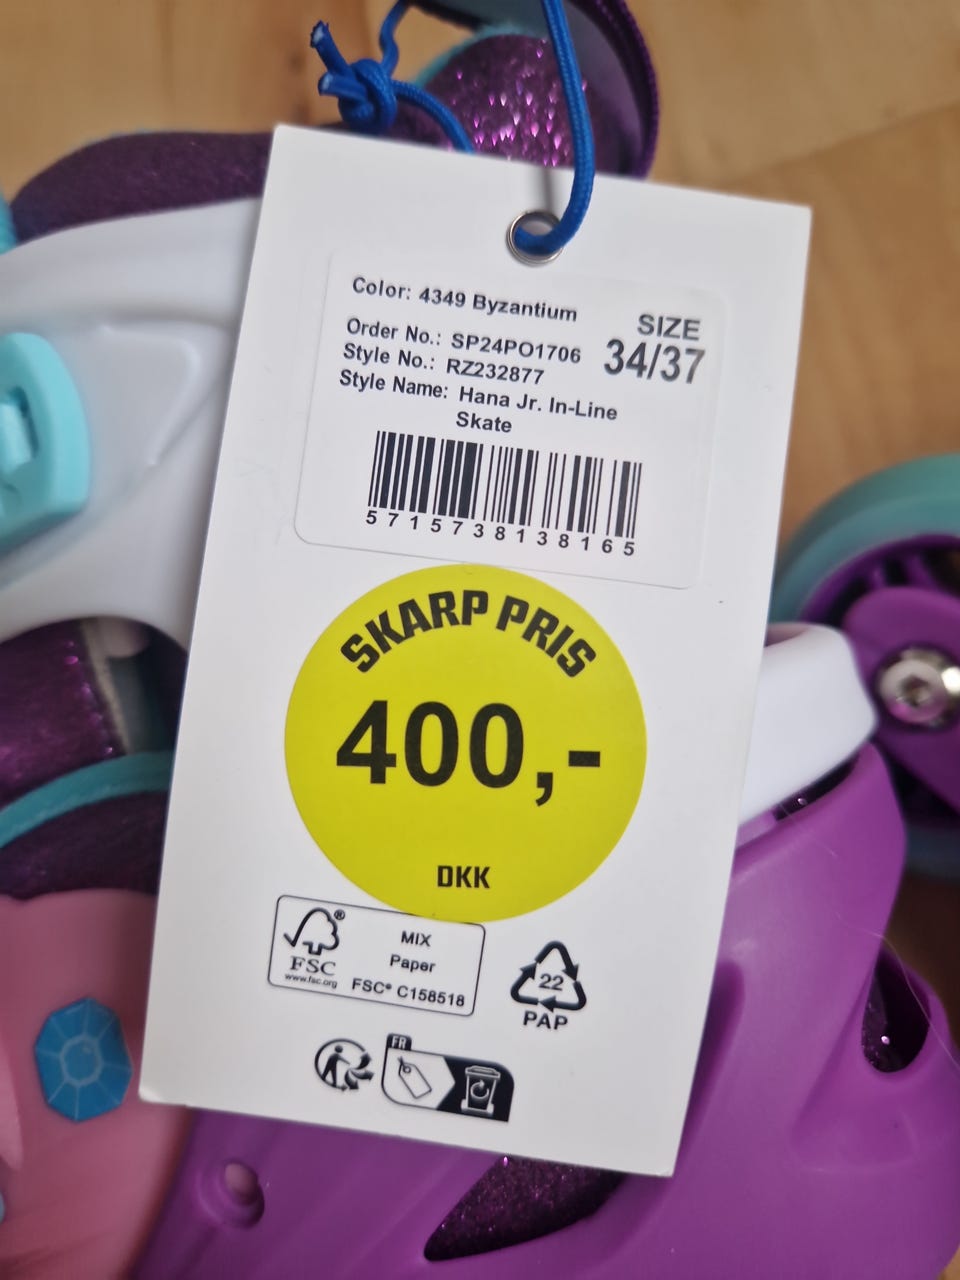 Color: 4349 Byzantium
SIZE
34/37
Order No.: SP24PO1706
Style No.: RZ232877
Style Name: Hana Jr. In-Line
Skate
5715738138165
SKARP PRIS
400,-
DKK
FSC®
www.fsc.org
MIX
Paper
FSC® C158518
22
PAP
FR